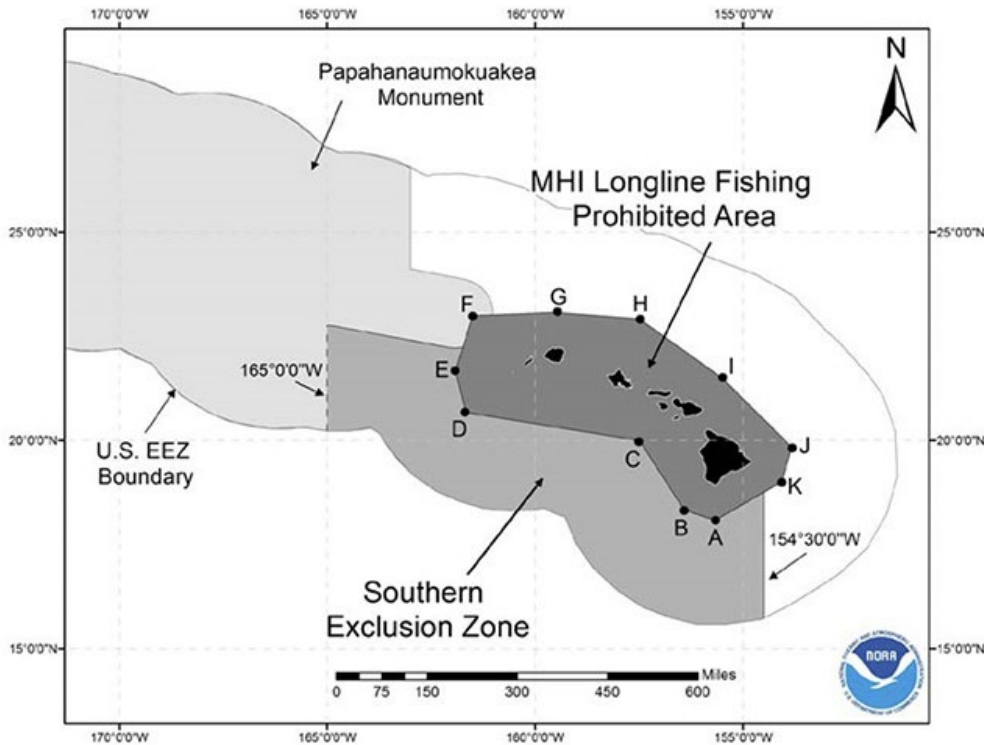 170°0'0"W
165°0'0"W
160°0'0"W
155°0'0"W
N
Papahanaumokuakea
Monument
MHI Longline Fishing
Prohibited Area
25°0'0"N
25°0'0"N
F
G
H
E
I
165°0'0"W
D
20°0'0"N
C
J
U.S. EEZ
Boundary
K
B
A
154°30'0"W
Southern
Exclusion Zone
NOAA
15°0'0"N
15°0'0"N
Miles
0
75
150
300
450
600
170°0'0"W
165°0'0"W
160°0'0"W
155°0'0"W
20°0'0"N